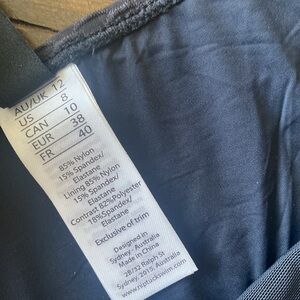 AU/UK 12
US 8
CAN 10
EUR 38
FR 40
85% Nylon
15% Spandex/
Elastane
Lining 85% Nylon
15% Spandex/
Elastane
Contrast 82%Polyester
18%Spandex/
Elastane
Exclusive of trim
Designed in
Sydney, Australia
Made in China
28/32 Ralph St
Sydney, 2015, Australia
www.niptuckswim.com